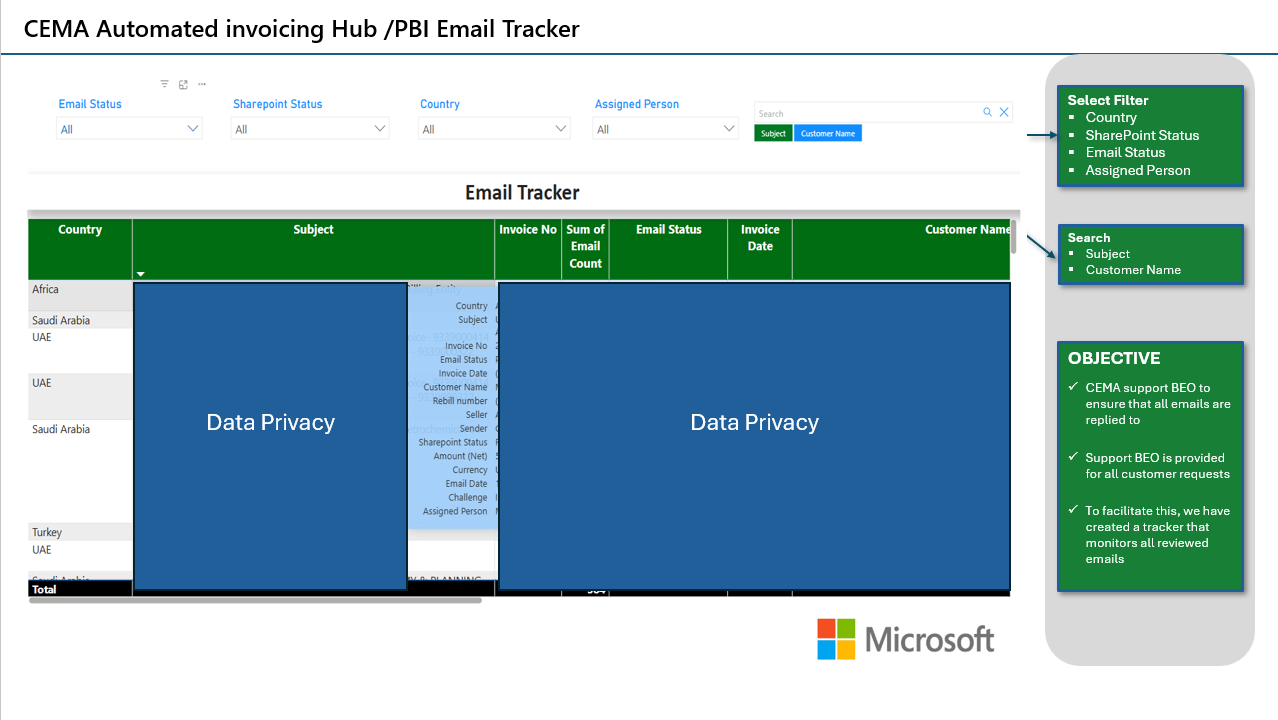 CEMA Automated invoicing Hub /PBI Email Tracker
Email Status
Sharepoint Status
Country
Assigned Person
All
All
All
All
Search
Subject
Customer Name
Email Tracker
Country
Subject
Invoice No
Sum of
Email
Count
Email Status
Invoice
Date
Customer Name
Africa
Saudi Arabia
UAE
UAE
Saudi Arabia
Turkey
UAE
Saudi Arabia
Total
Data Privacy
Country
Subject
Invoice No
Email Status
Invoice Date
Customer Name
Rebill number
Seller
Sender
Sharepoint Status
Amount (Net)
Currency
Email Date
Challenge
Assigned Person
& PLANNING
Data Privacy
Select Filter
▪ Country
▪ SharePoint Status
▪ Email Status
▪ Assigned Person
Search
▪ Subject
▪ Customer Name
OBJECTIVE
✓ CEMA support BEO to
ensure that all emails are
replied to
✓ Support BEO is provided
for all customer requests
✓ To facilitate this, we have
created a tracker that
monitors all reviewed
emails
Microsoft